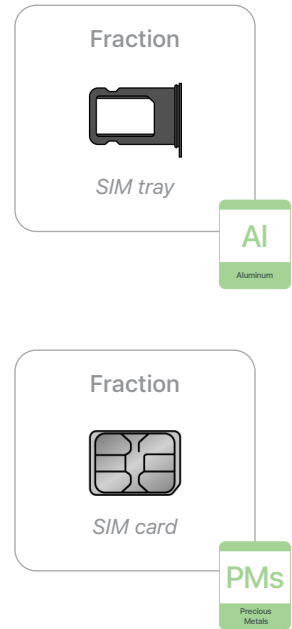 Fraction
SIM tray
Al
Aluminum
Fraction
SIM card
PMs
Precious
Metals